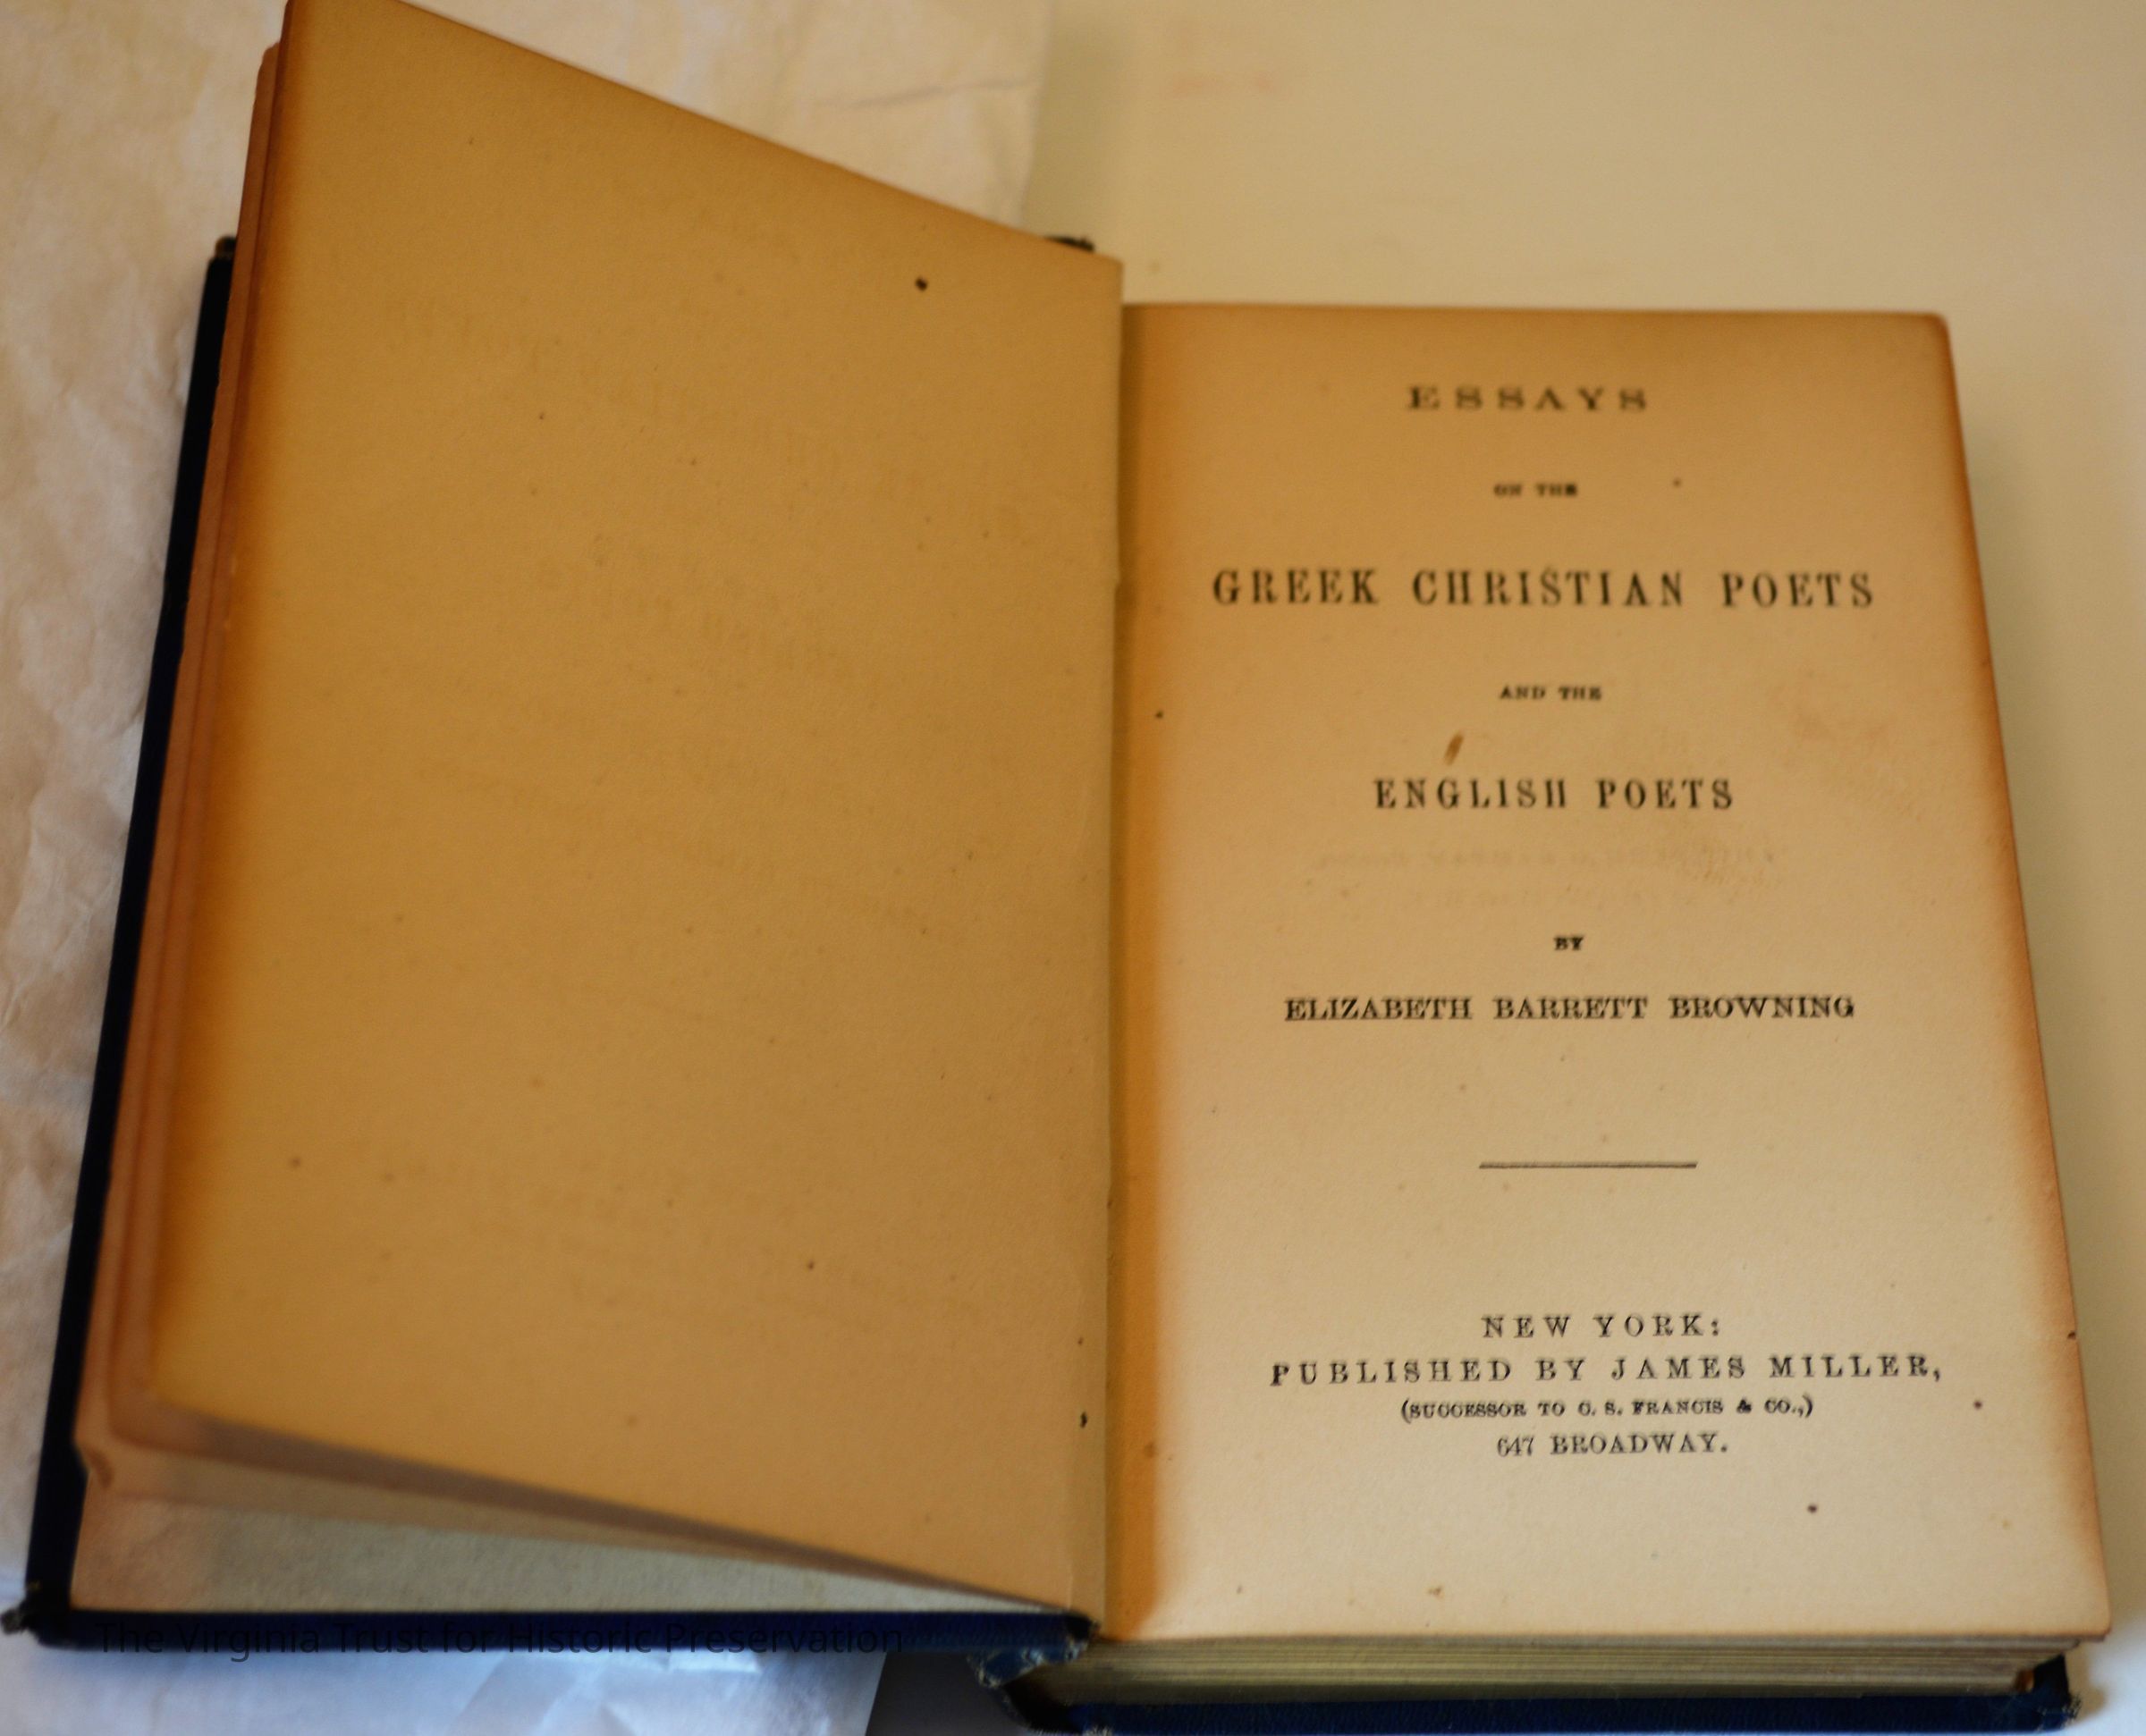 ESSAYS
ON THE
GREEK CHRISTIAN POETS
AND THE
ENGLISH POETS
BY
ELIZABETH BARRETT BROWNING
NEW YORK:
PUBLISHED BY JAMES MILLER,
(SUCCESSOR TO C. S. FRANCIS & CO.,)
647 BROADWAY.
The Virginia Trust for Historic Preservation